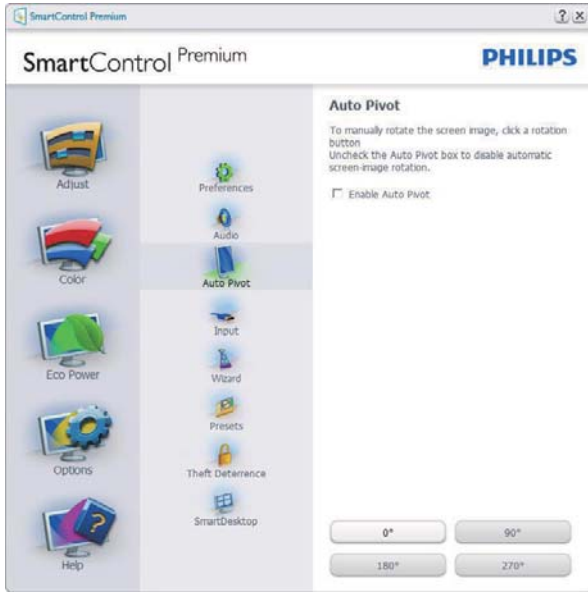 SmartControl Premium
? x
SmartControl Premium
PHILIPS
Adjust
Color
Eco Power
Options
Help
Preferences
Audio
Auto Pivot
Input
Wizard
Presets
Theft Deterrence
SmartDesktop
Auto Pivot
To manually rotate the screen image, click a rotation
button
Uncheck the Auto Pivot box to disable automatic
screen-image rotation.
Enable Auto Pivot
0°
90°
180°
270°